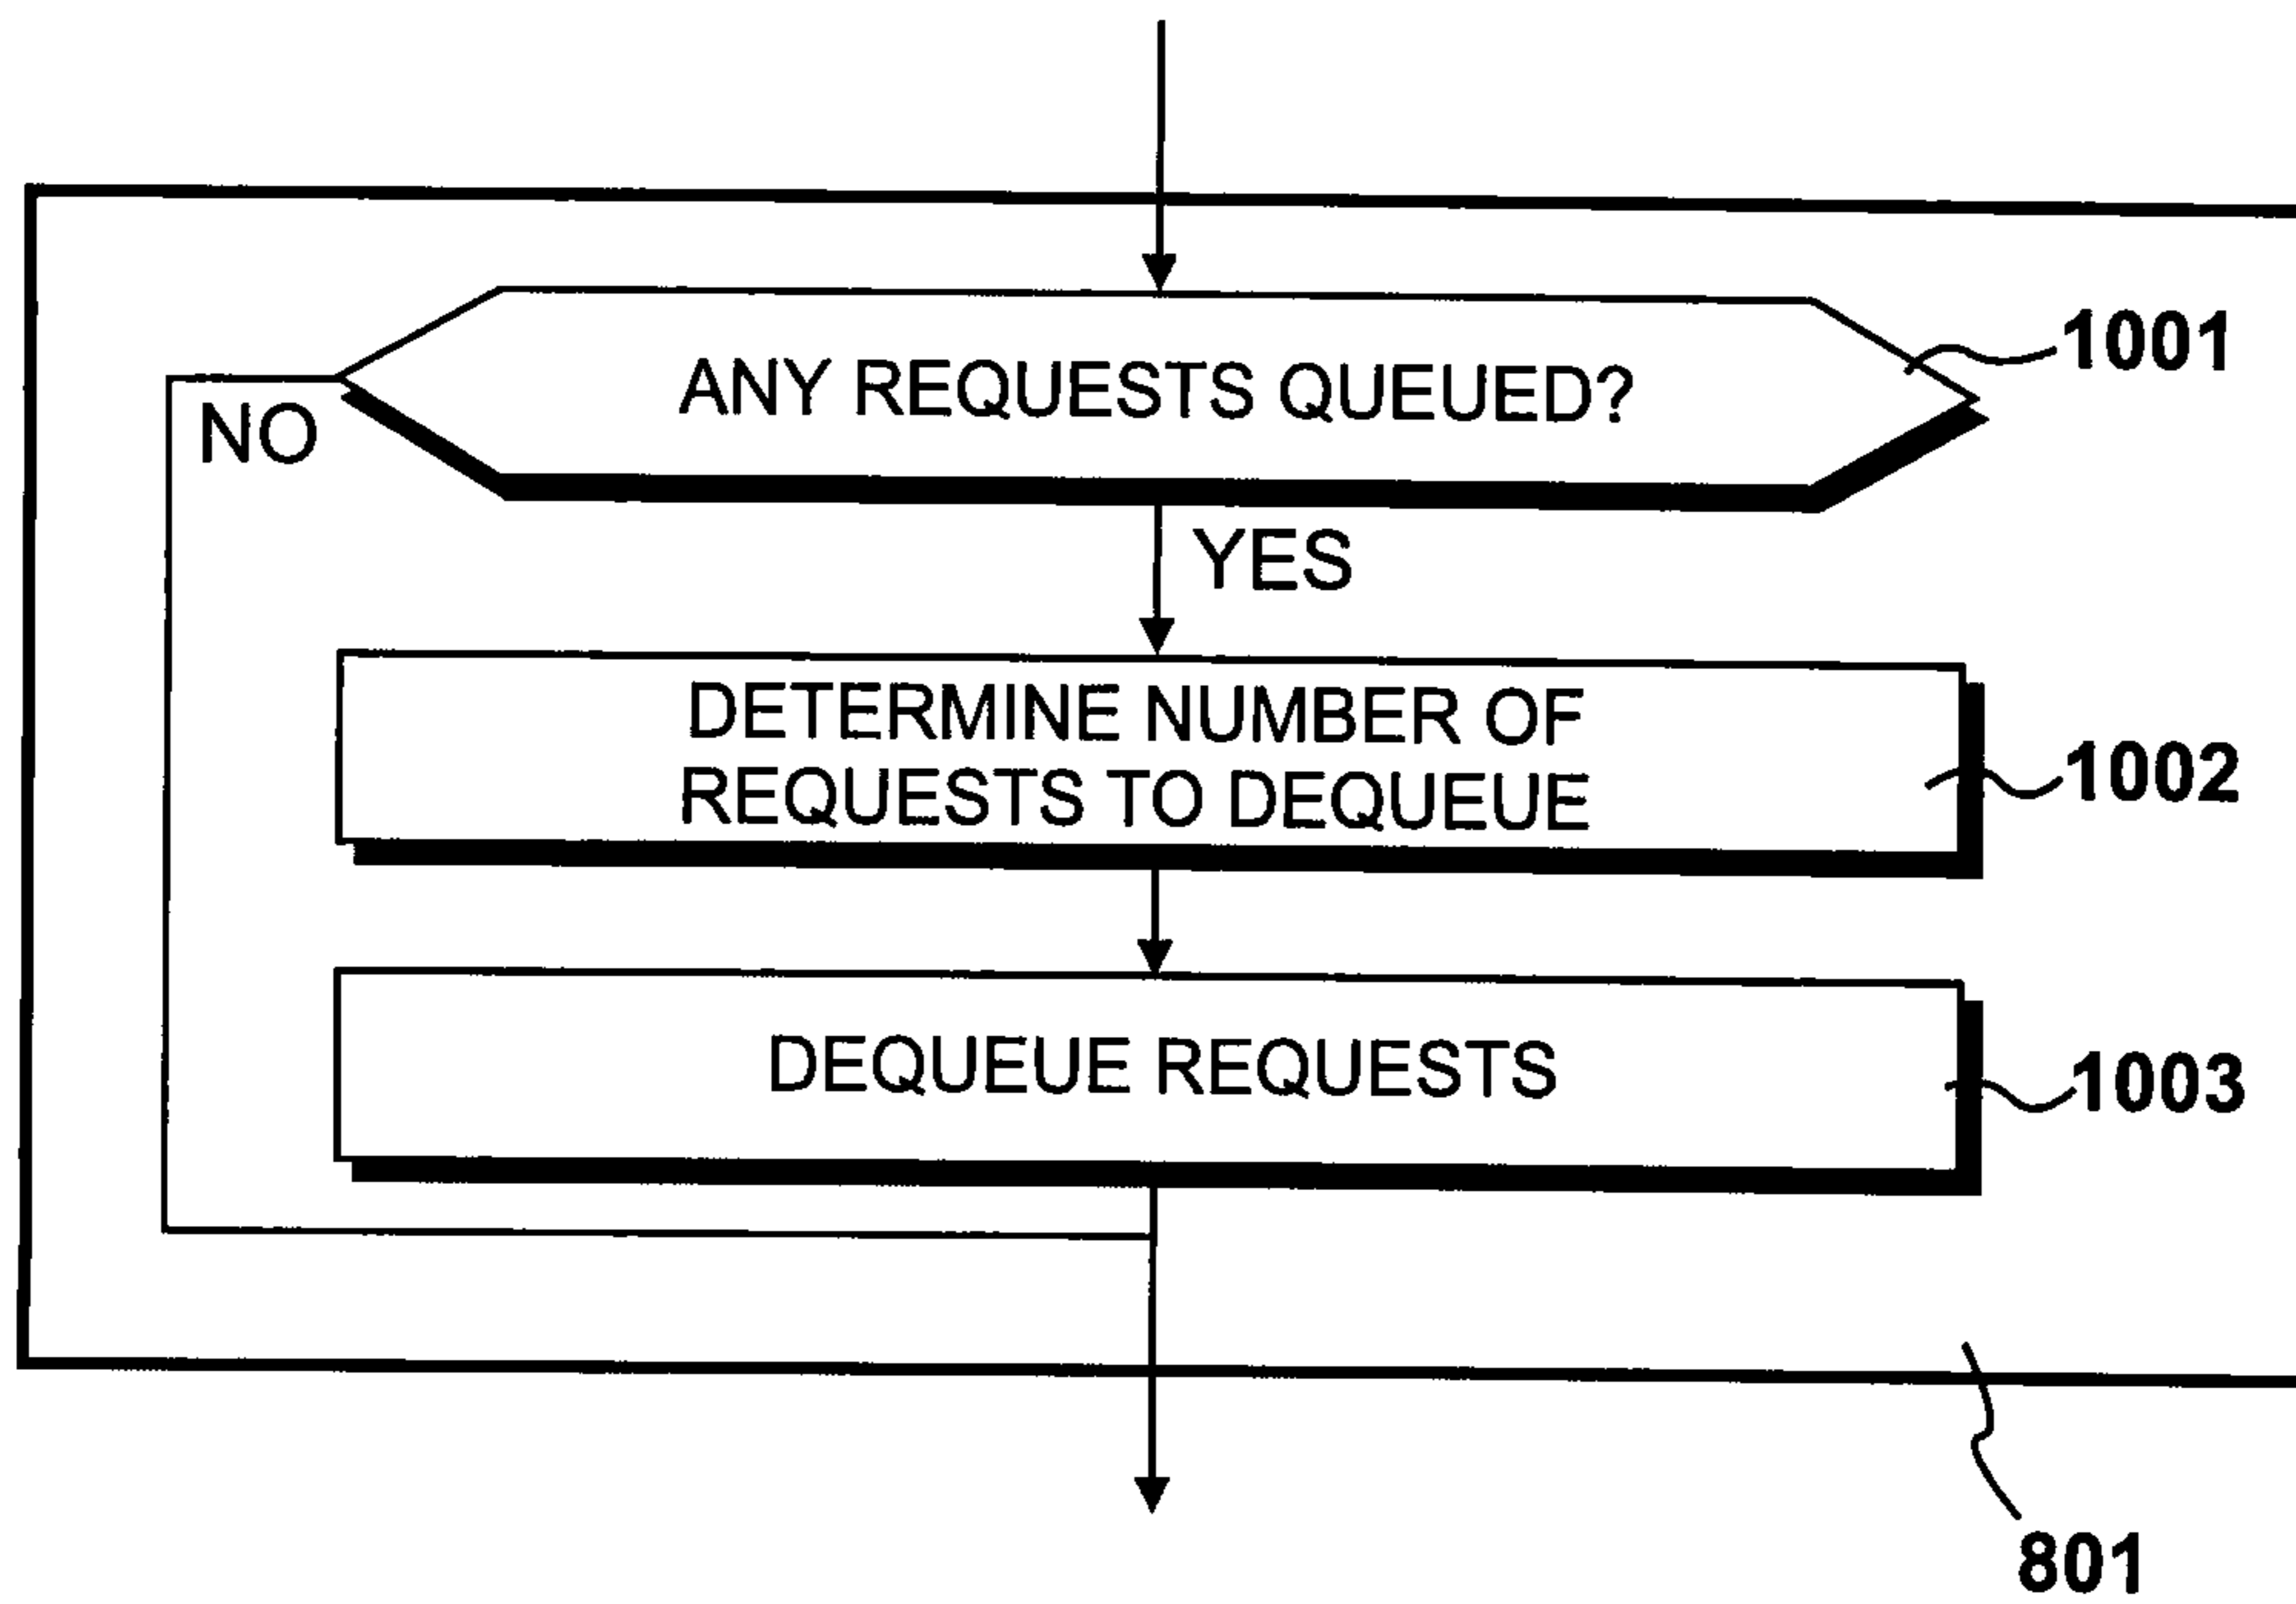 ANY REQUESTS QUEUED?
1001
NO
YES
DETERMINE NUMBER OF
REQUESTS TO DEQUEUE
1002
DEQUEUE REQUESTS
1003
801